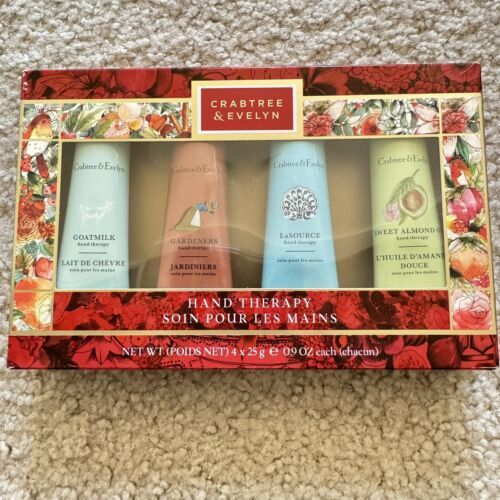 CRABTREE
& EVELYN
Crabtree & Evelyn
GOATMILK
hand therapy
LAIT DE CHÈVRE
soin pour les mains
Crabtree & Evelyn
GARDENERS
hand therapy
JARDINIERS
soin pour les mains
Crabtree & Evelyn
LaSOURCE
hand therapy
soin pour les mains
Crabtree & Evelyn
SWEET ALMOND
hand therapy
L'HUILE D'AMANDE
DOUCE
soin pour les mains
HAND THERAPY
SOIN POUR LES MAINS
NET WT (POIDS NET) 4 x 25 g ℮ 0.9 OZ each (chacun)